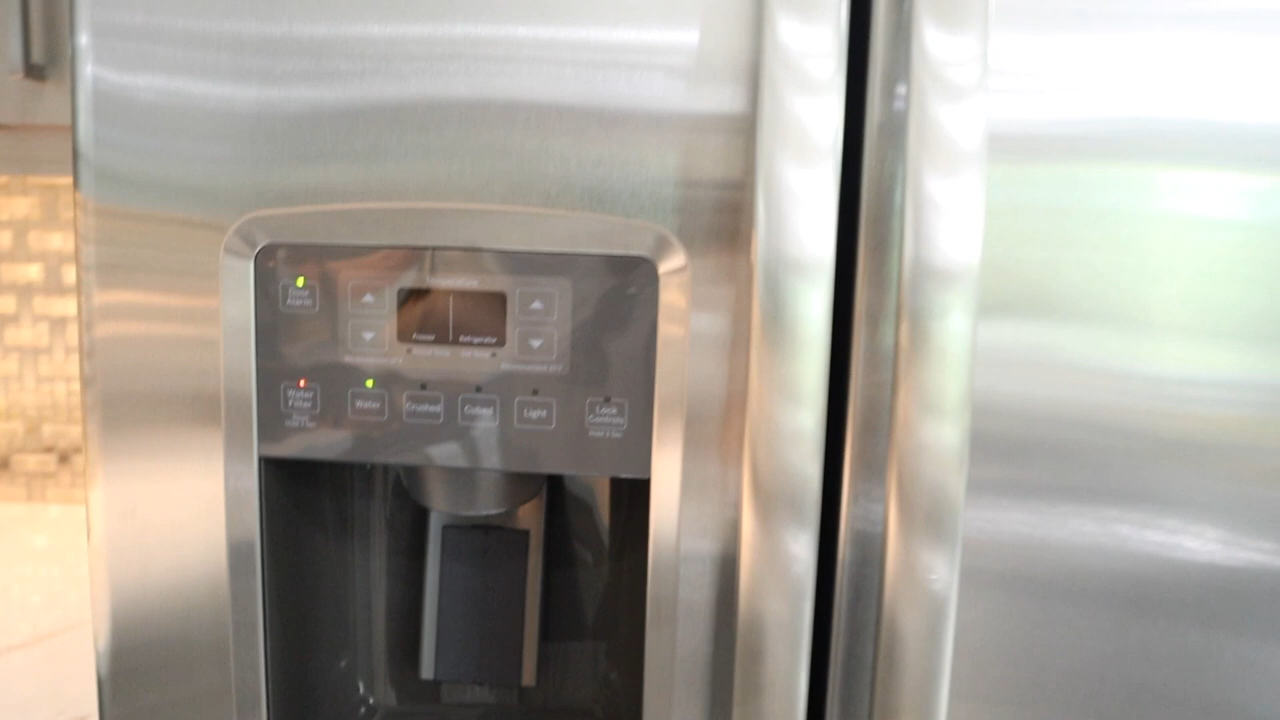 Door
Alarm
Freezer
Refrigerator
Water
Filter
Water
Crushed
Cubed
Light
Lock
Controls